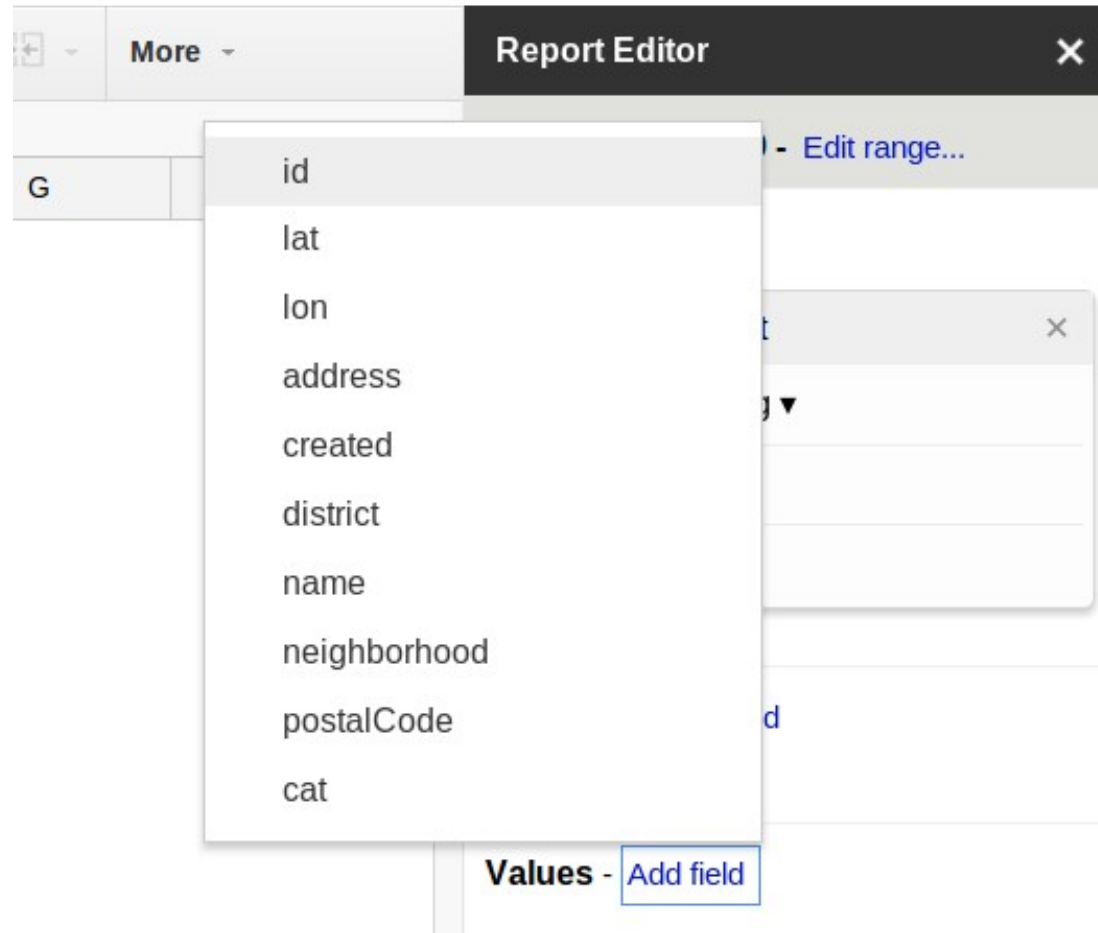 More
Report Editor
- Edit range...
G
id
lat
lon
address
created
district
name
neighborhood
postalCode
cat
Values - Add field